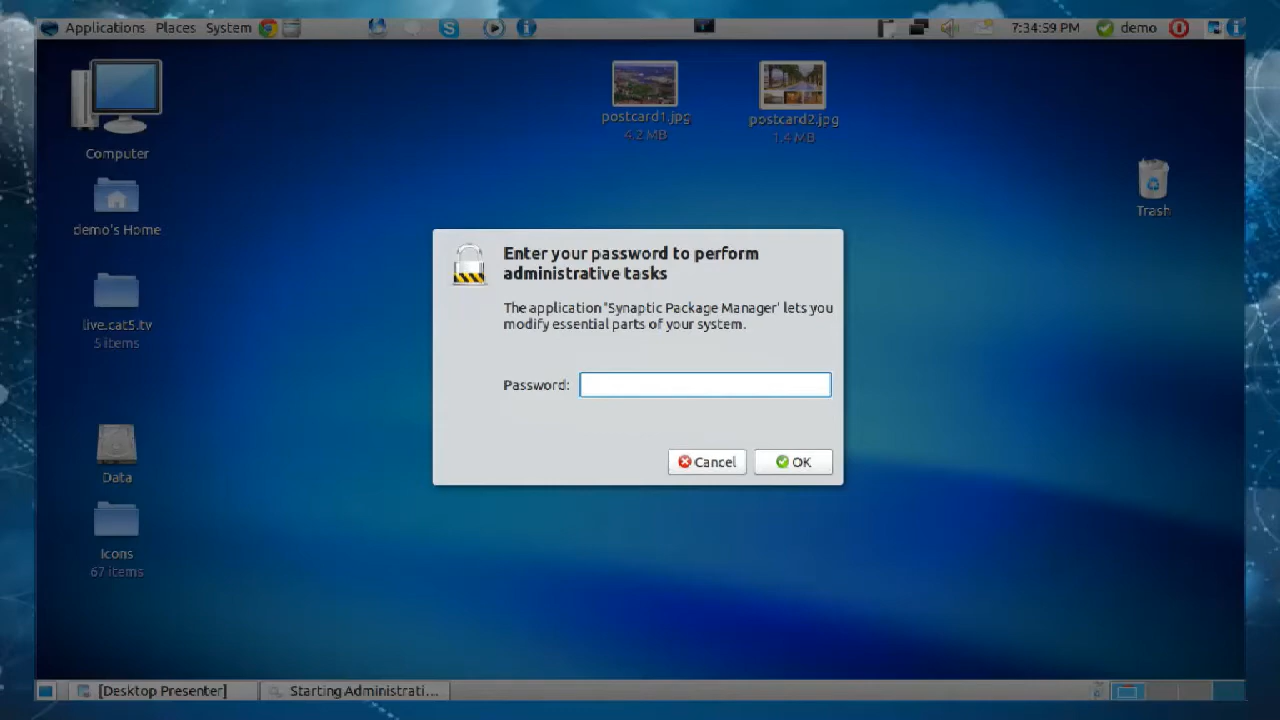 Applications Places System
7:34:59 PM demo
Computer
postcard1.jpg
4.2 MB
postcard2.jpg
1.4 MB
Trash
demo's Home
live.cat5.tv
5 items
Data
Icons
67 items
Enter your password to perform
administrative tasks
The application 'Synaptic Package Manager' lets you
modify essential parts of your system.
Password:
Cancel
OK
[Desktop Presenter]
Starting Administrati...